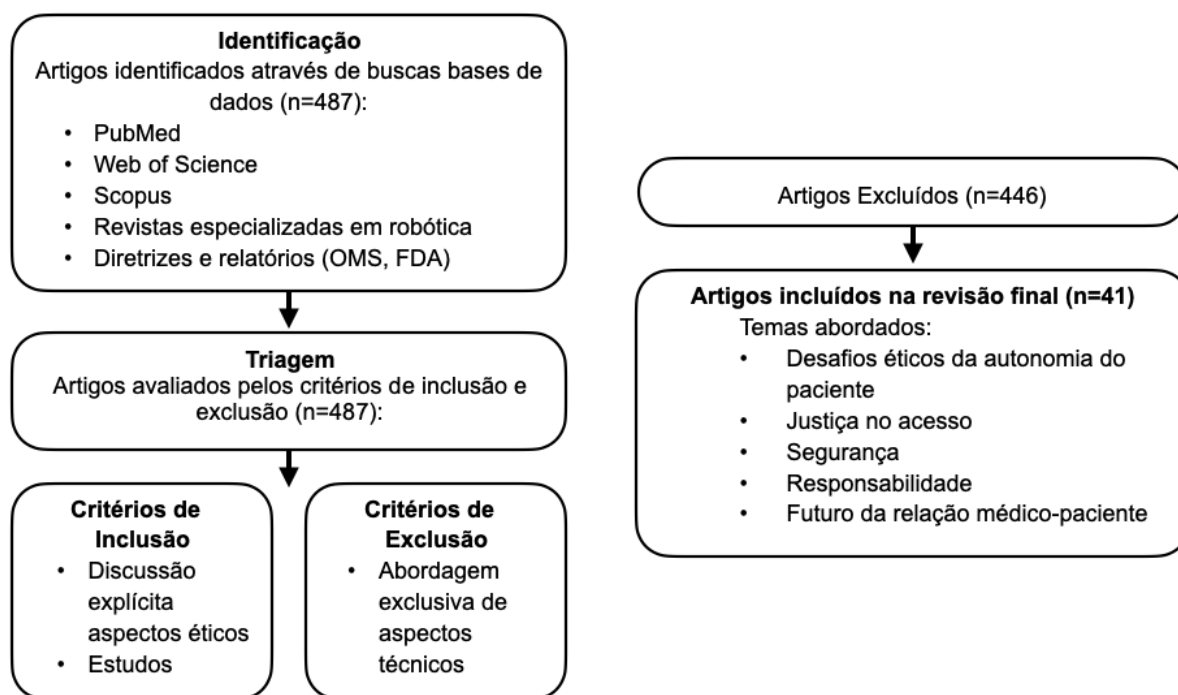 Identificação
Artigos identificados através de buscas bases de
dados (n=487):
• PubMed
• Web of Science
• Scopus
• Revistas especializadas em robótica
• Diretrizes e relatórios (OMS, FDA)
Triagem
Artigos avaliados pelos critérios de inclusão e
exclusão (n=487):
Critérios de
Inclusão
• Discussão
explícita
aspectos éticos
• Estudos
Critérios de
Exclusão
• Abordagem
exclusiva de
aspectos
técnicos
Artigos Excluídos (n=446)
Artigos incluídos na revisão final (n=41)
Temas abordados:
• Desafios éticos da autonomia do
paciente
• Justiça no acesso
• Segurança
• Responsabilidade
• Futuro da relação médico-paciente